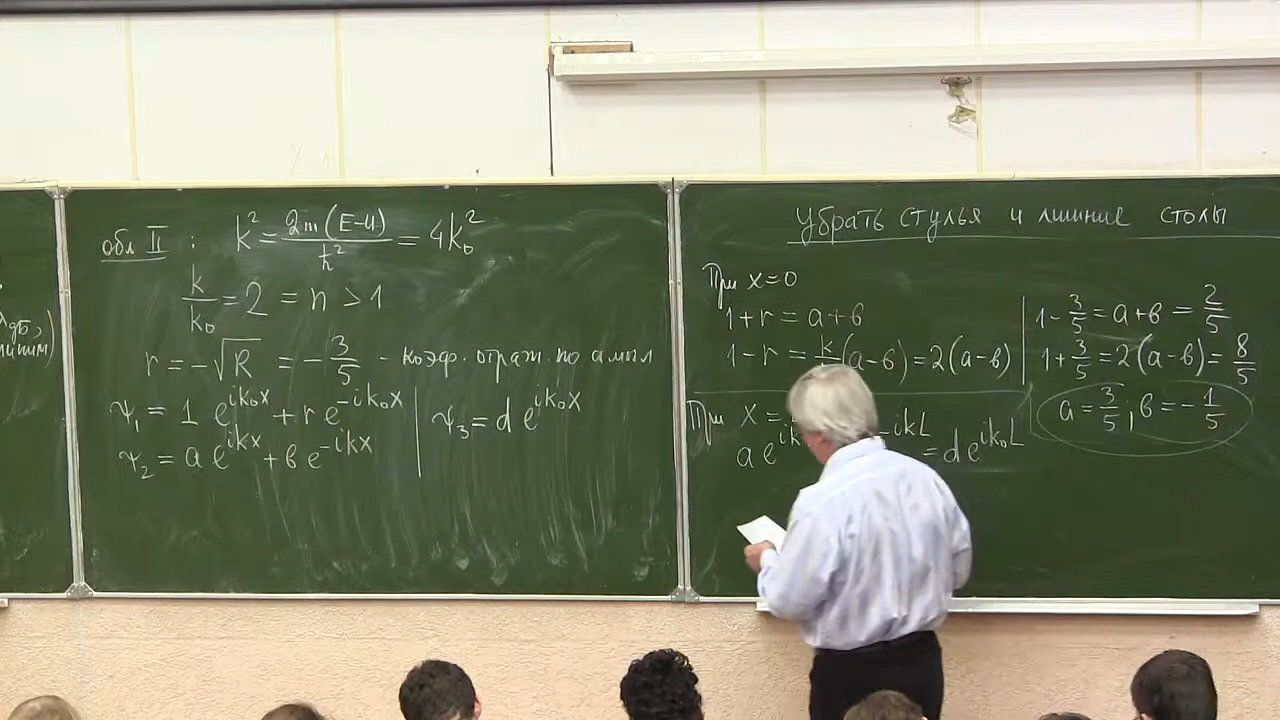 λдб,
обл II : k² = 2m(E-U)/ħ² = 4k₀²
k/k₀ = 2 = n > 1
r = -√R = -3/5 - коэф. отраж. по ампл
ψ₁ = 1 e^{ik₀x} + r e^{-ik₀x} | ψ₃ = d e^{ik₀x}
ψ₂ = a e^{ikx} + в e^{-ikx}
Убрать стулья и лишние столы
При x=0
1+r = a+в
1-r = k (a-в) = 2(a-в)
1 - 3/5 = a+в = 2/5
1 + 3/5 = 2(a-в) = 8/5
a = 3/5 ; в = -1/5
При x =
a e^{ik -ikL = d e^{ik₀L}